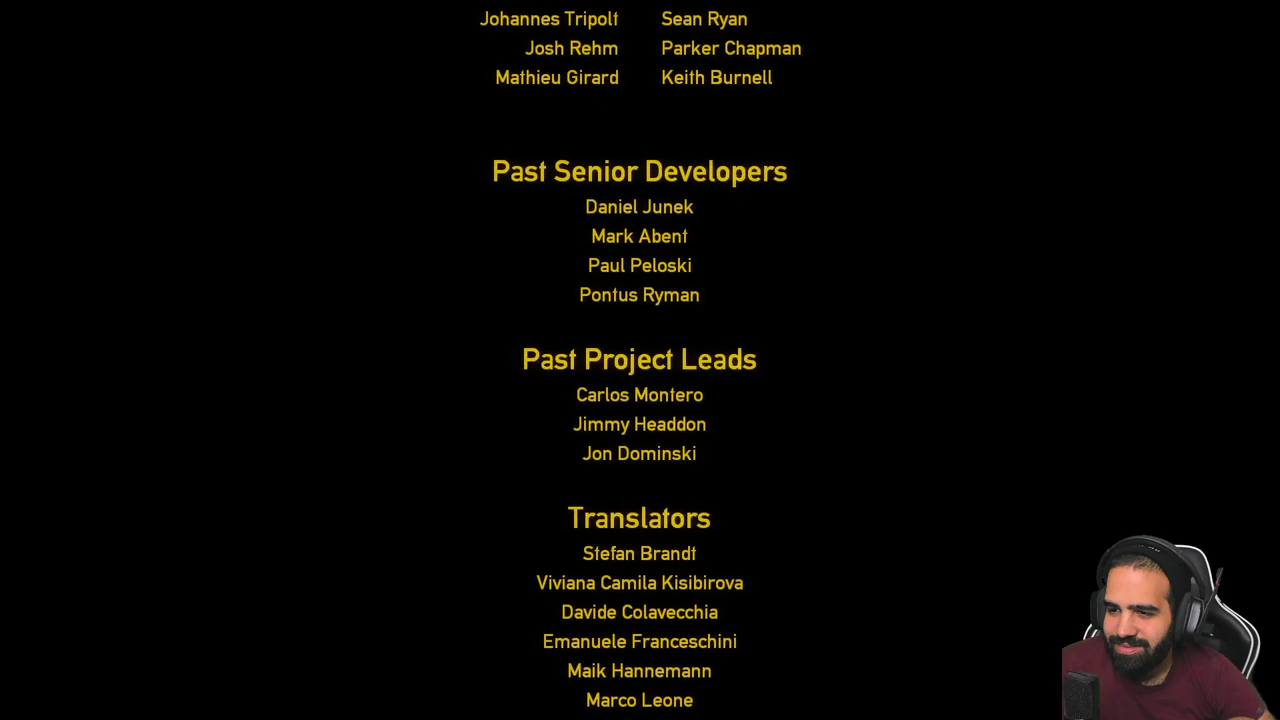 Johannes Tripolt Sean Ryan
Josh Rehm Parker Chapman
Mathieu Girard Keith Burnell
Past Senior Developers
Daniel Junek
Mark Abent
Paul Peloski
Pontus Ryman
Past Project Leads
Carlos Montero
Jimmy Headdon
Jon Dominski
Translators
Stefan Brandt
Viviana Camila Kisibirova
Davide Colavecchia
Emanuele Franceschini
Maik Hannemann
Marco Leone